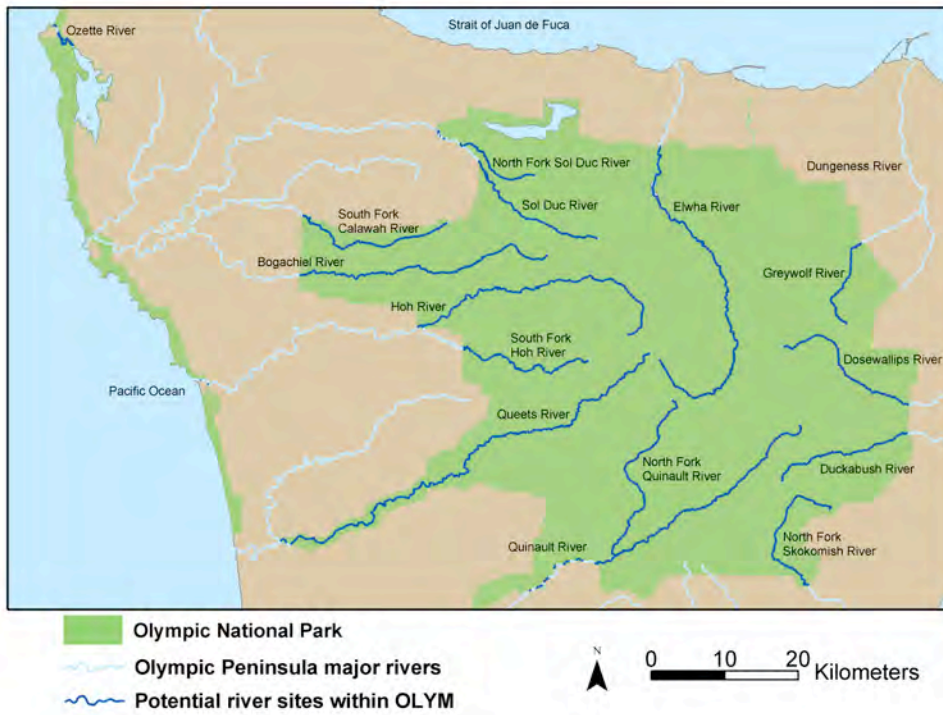 Strait of Juan de Fuca
Ozette River
North Fork Sol Duc River
Dungeness River
Sol Duc River
Elwha River
South Fork
Calawah River
Bogachiel River
Greywolf River
Hoh River
South Fork
Hoh River
Dosewallips River
Pacific Ocean
Queets River
North Fork
Quinault River
Duckabush River
Quinault River
North Fork
Skokomish River
Olympic National Park
Olympic Peninsula major rivers
Potential river sites within OLYM
N
0 10 20 Kilometers